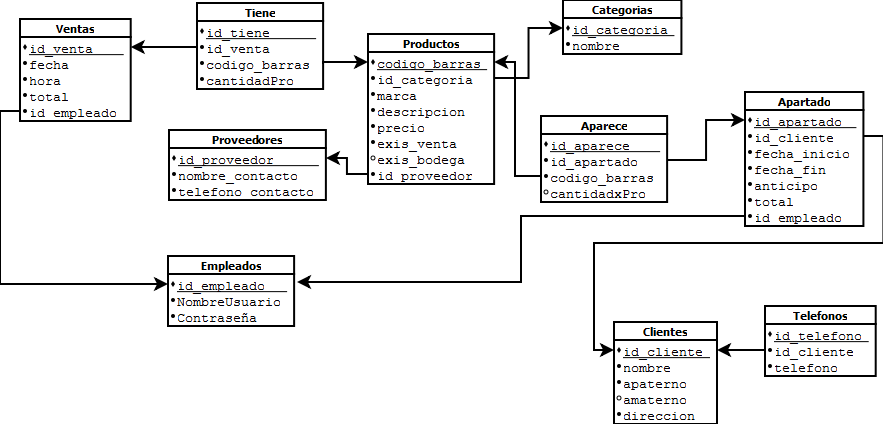 Ventas
id_venta
fecha
hora
total
id_empleado
Tiene
id_tiene
id_venta
codigo_barras
cantidadPro
Productos
codigo_barras
id_categoria
marca
descripcion
precio
exis_venta
exis_bodega
id_proveedor
Categorias
id_categoria
nombre
Proveedores
id_proveedor
nombre_contacto
telefono_contacto
Aparece
id_aparece
id_apartado
codigo_barras
cantidadxPro
Apartado
id_apartado
id_cliente
fecha_inicio
fecha_fin
anticipo
total
id_empleado
Empleados
id_empleado
NombreUsuario
Contraseña
Clientes
id_cliente
nombre
apaterno
amaterno
direccion
Telefonos
id_telefono
id_cliente
telefono